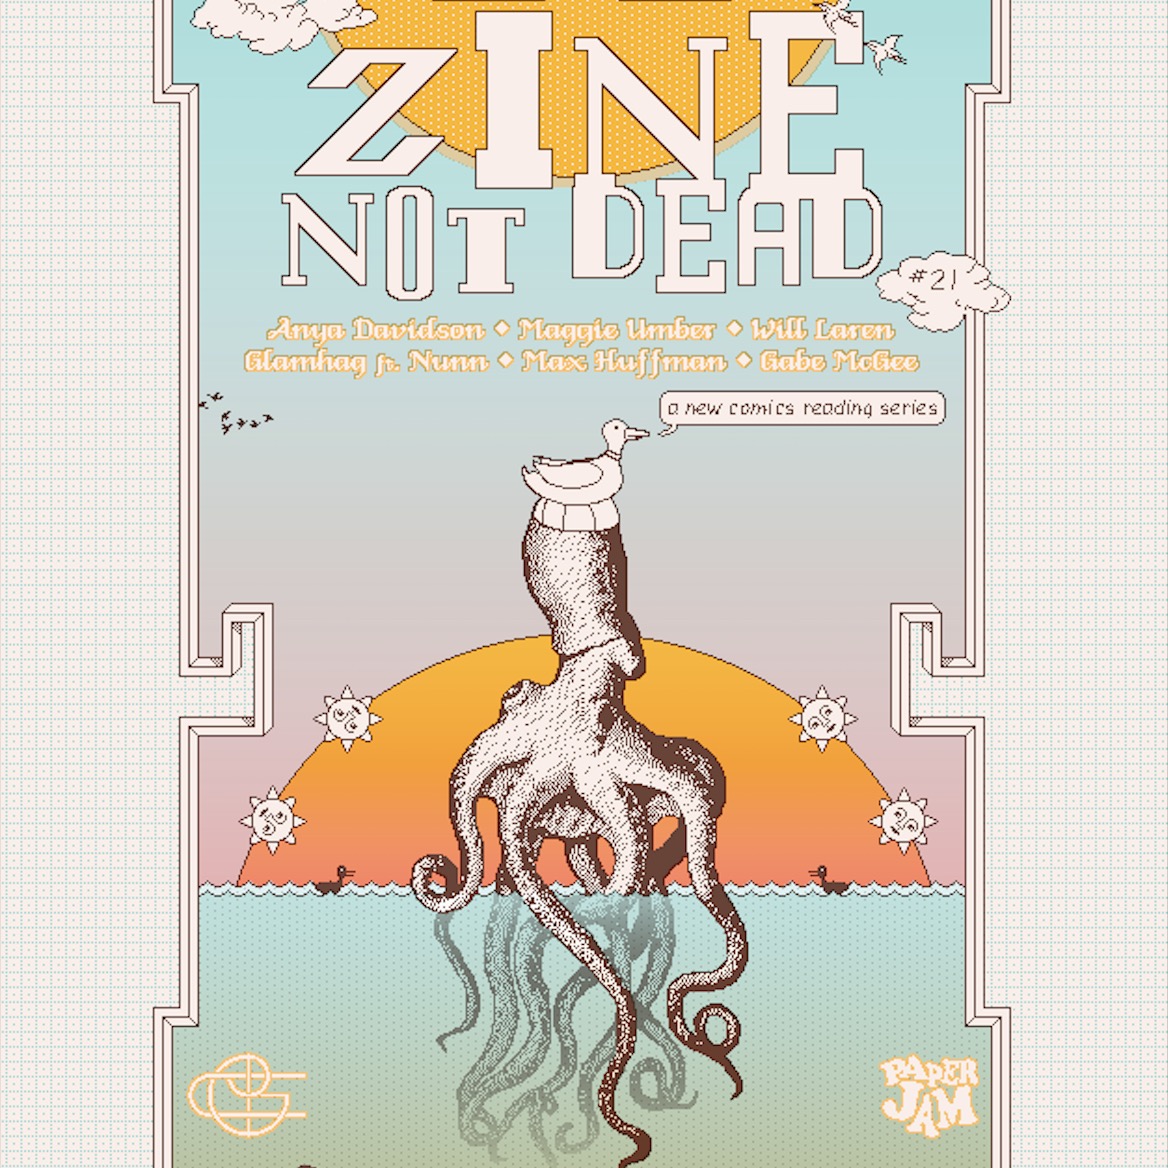 ZINE
NOT DEAD
#21
Anya Davidson ◆ Maggie Umber ◆ Will Laren
Glamhag jr. Nunn ◆ Max Huffman ◆ Gabe McGee
a new comics reading series
PAPER
JAM